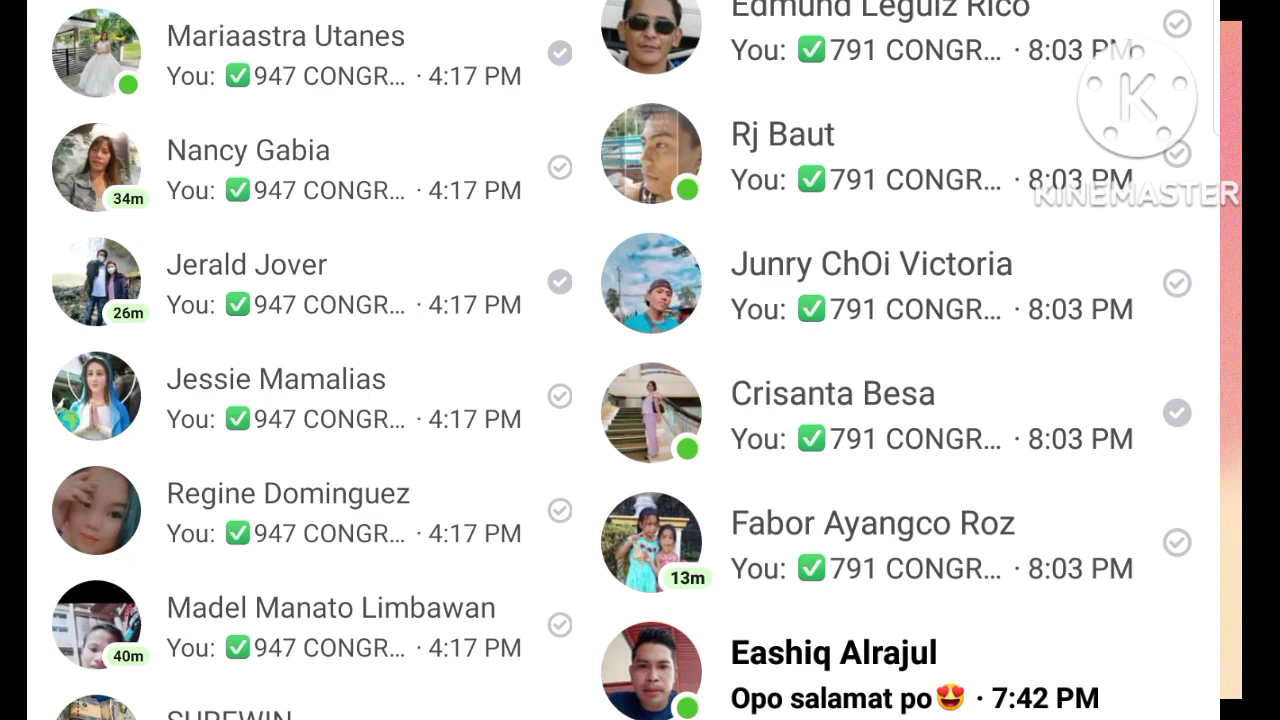 Mariaastra Utanes
You: ✅947 CONGR... · 4:17 PM
Nancy Gabia
You: ✅947 CONGR... · 4:17 PM
34m
Jerald Jover
You: ✅947 CONGR... · 4:17 PM
26m
Jessie Mamalias
You: ✅947 CONGR... · 4:17 PM
Regine Dominguez
You: ✅947 CONGR... · 4:17 PM
Madel Manato Limbawan
You: ✅947 CONGR... · 4:17 PM
40m
SUREWIN
Edmund Leguiz Rico
You: ✅791 CONGR... · 8:03 PM
Rj Baut
You: ✅791 CONGR... · 8:03 PM
Junry ChOi Victoria
You: ✅791 CONGR... · 8:03 PM
Crisanta Besa
You: ✅791 CONGR... · 8:03 PM
Fabor Ayangco Roz
You: ✅791 CONGR... · 8:03 PM
13m
Eashiq Alrajul
Opo salamat po😍 · 7:42 PM
K
KINEMASTER